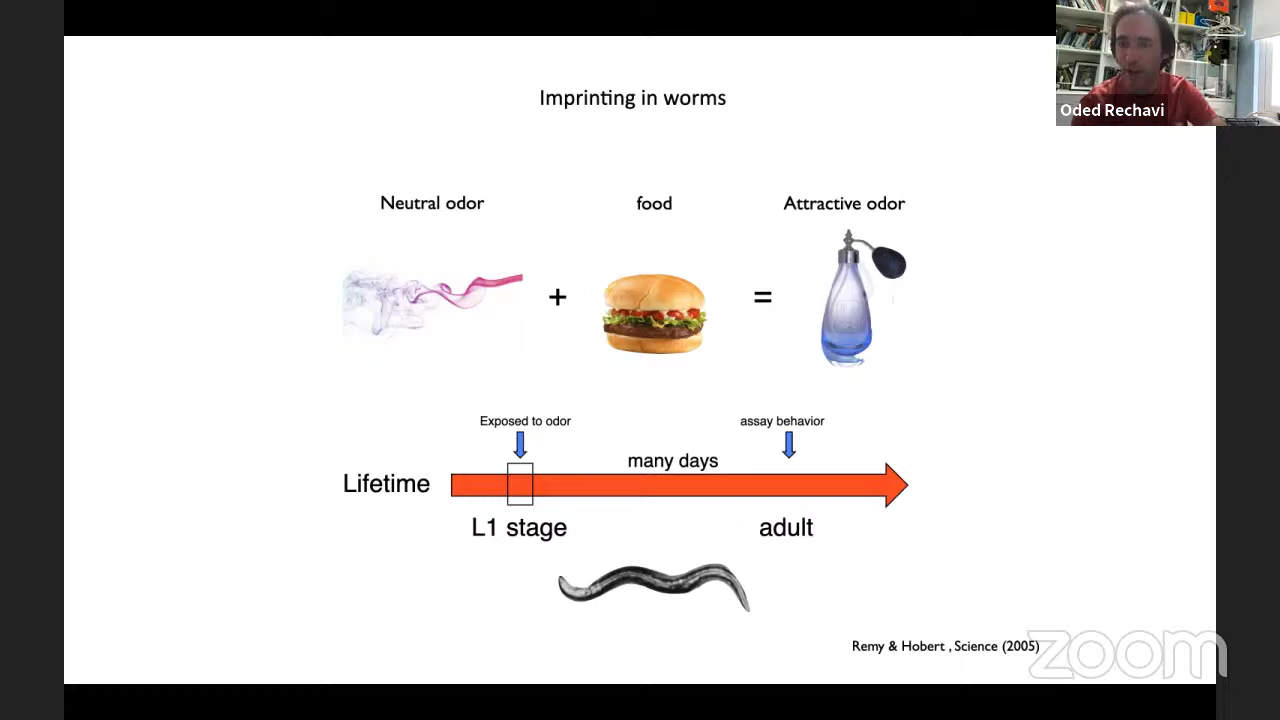 Imprinting in worms
Oded Rechavi
Neutral odor
food
Attractive odor
+
=
Exposed to odor
assay behavior
many days
Lifetime
L1 stage
adult
Remy & Hobert , Science (2005)
zoom